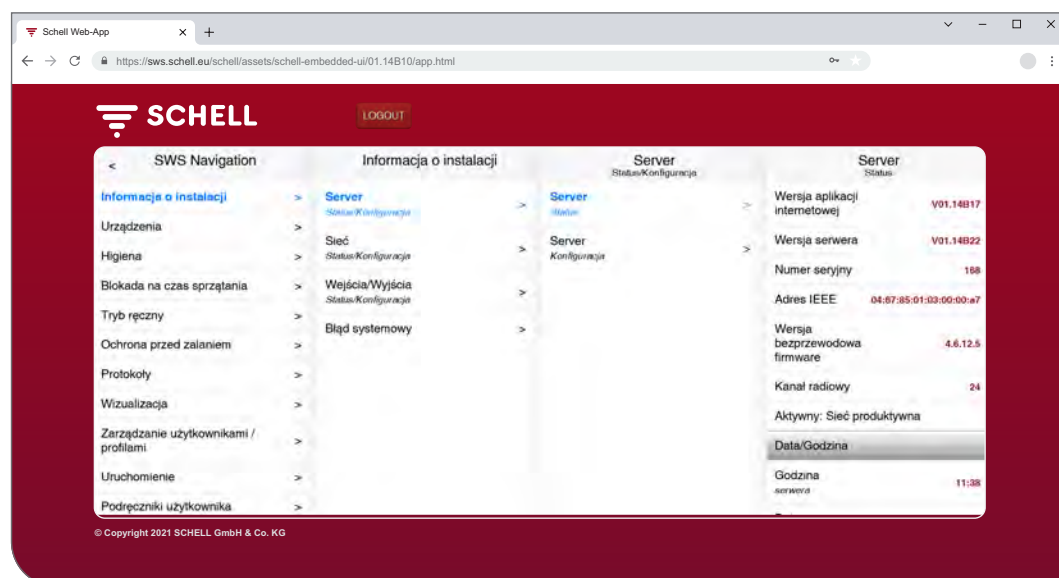 Schell Web-App
https://sws.schell.eu/schell/assets/schell-embedded-ui/01.14B10/app.html
SCHELL
LOGOUT
< SWS Navigation
Informacja o instalacji >
Urządzenia >
Higiena >
Blokada na czas sprzątania >
Tryb ręczny >
Ochrona przed zalaniem >
Protokoły >
Wizualizacja >
Zarządzanie użytkownikami /
profilami >
Uruchomienie >
Podręczniki użytkownika >
Informacja o instalacji
Server >
Status/Konfiguracja
Sieć >
Status/Konfiguracja
Wejścia/Wyjścia >
Status/Konfiguracja
Błąd systemowy >
Server
Status/Konfiguracja
Server >
Status
Server >
Konfiguracja
Server
Status
Wersja aplikacji
internetowej V01.14B17
Wersja serwera V01.14B22
Numer seryjny 168
Adres IEEE 04:67:85:01:03:00:00:a7
Wersja
bezprzewodowa 4.6.12.5
firmware
Kanał radiowy 24
Aktywny: Sieć produktywna
Data/Godzina
Godzina 11:38
serwera
© Copyright 2021 SCHELL GmbH & Co. KG